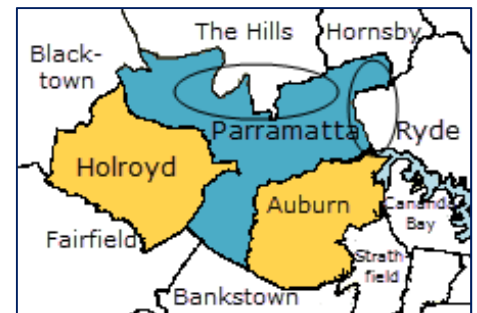 The Hills
Hornsby
Black-
town
Parramatta
Ryde
Holroyd
Auburn
Canada
Bay
Fairfield
Strath-
field
Bankstown